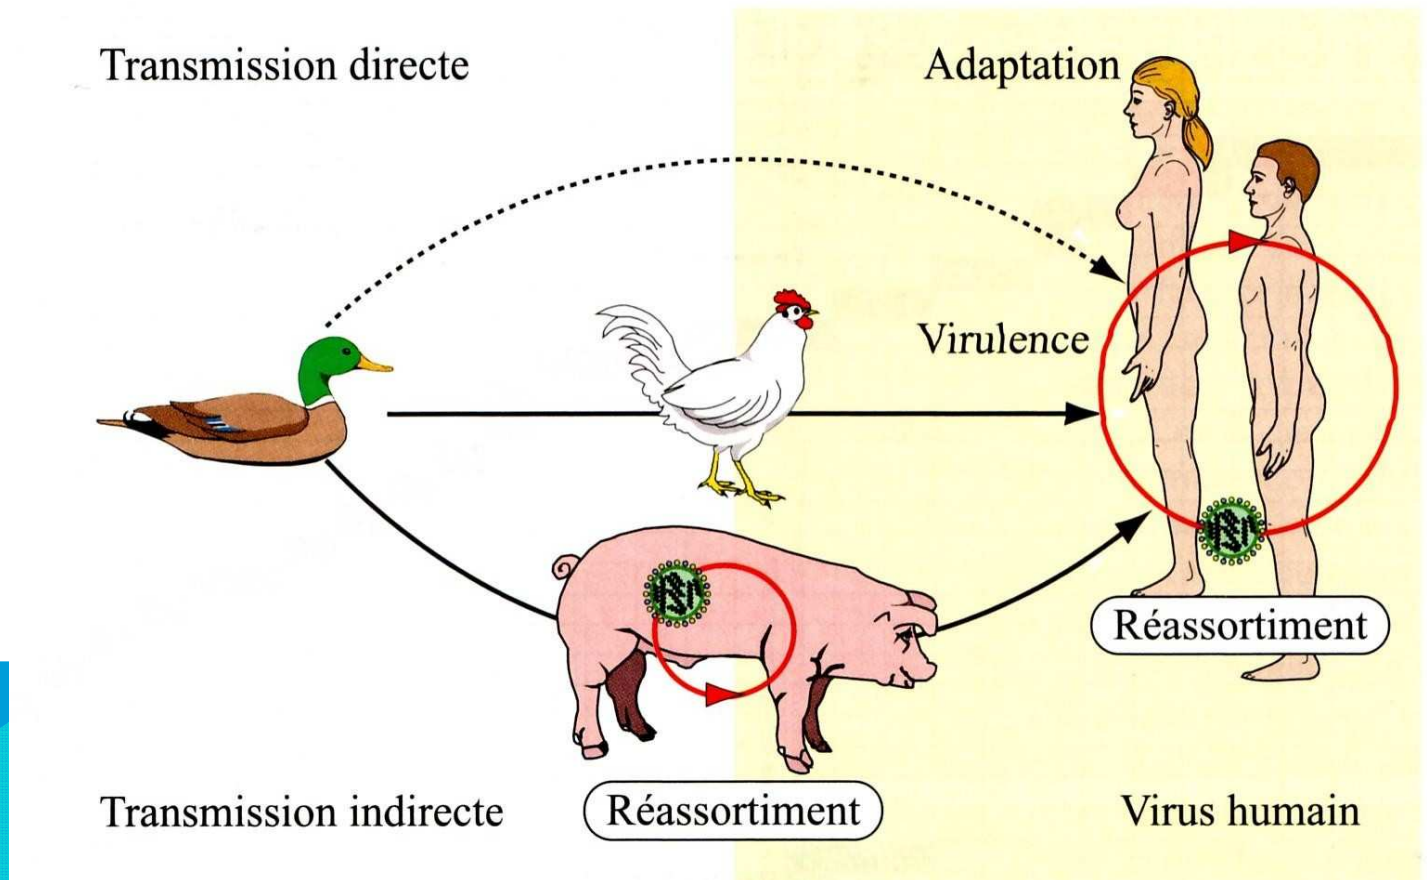 Transmission directe
Adaptation
Virulence
Réassortiment
Transmission indirecte
Réassortiment
Virus humain